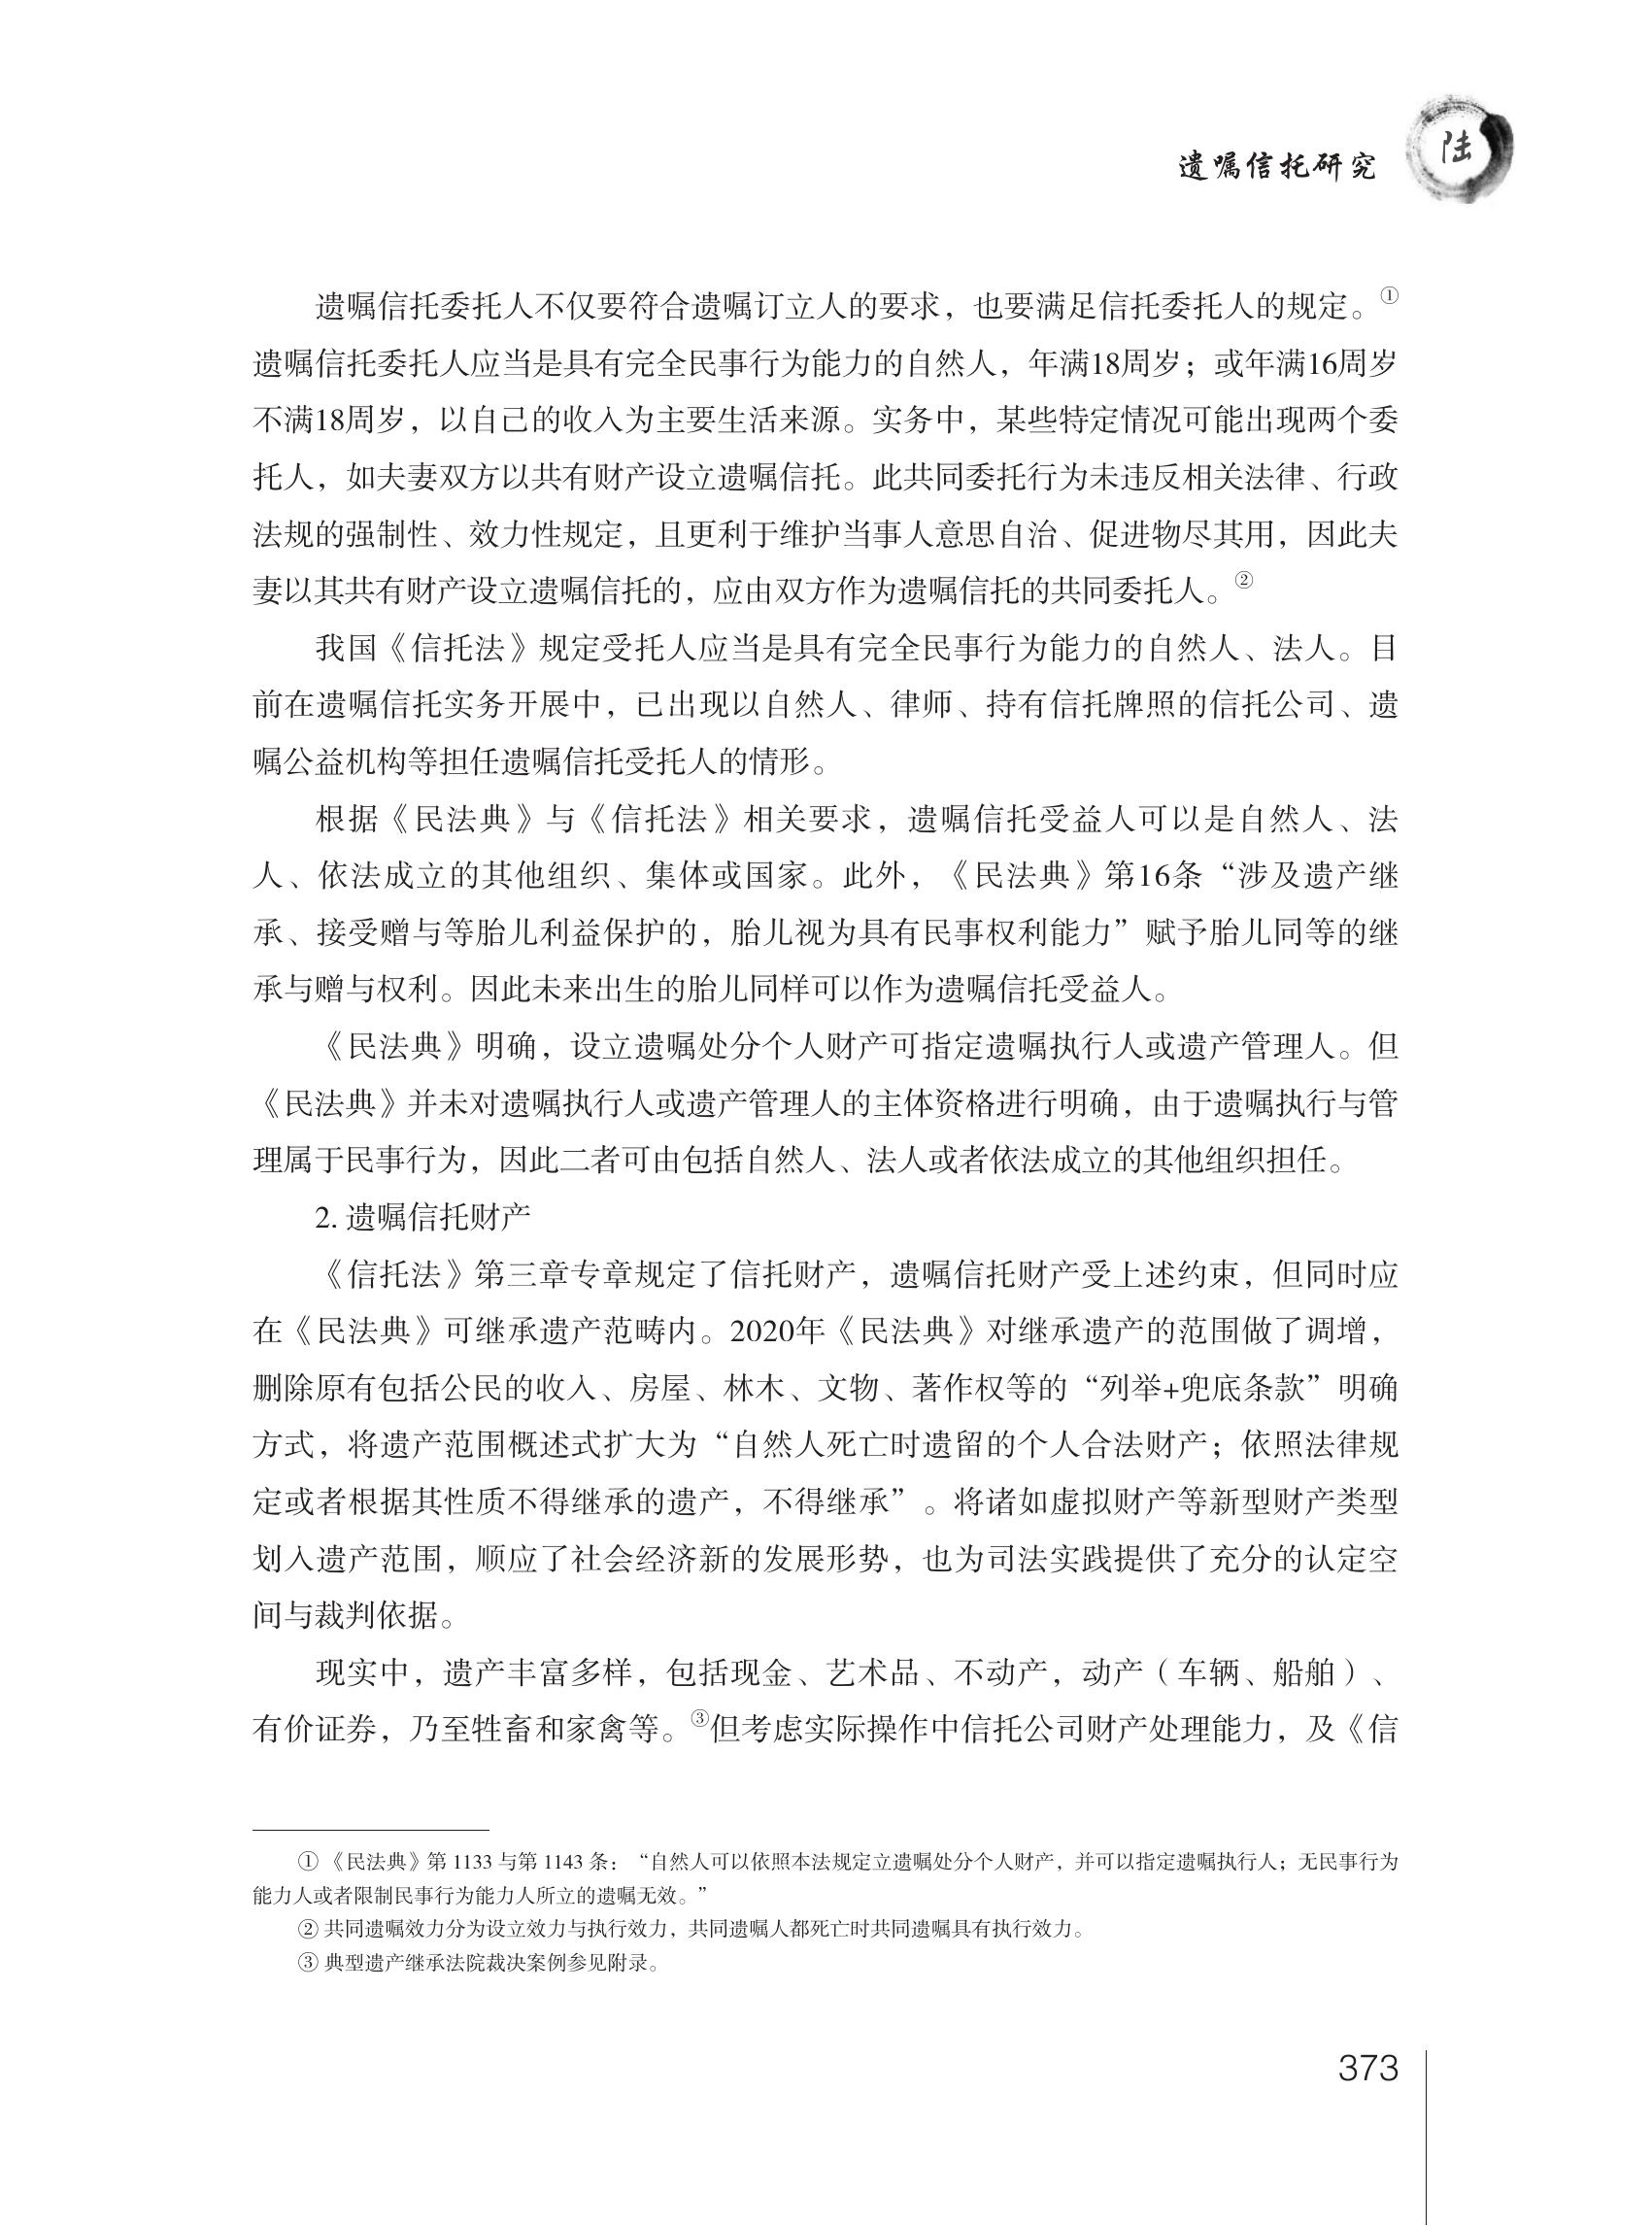 遗嘱信托研究
陆
遗嘱信托委托人不仅要符合遗嘱订立人的要求，也要满足信托委托人的规定。①
遗嘱信托委托人应当是具有完全民事行为能力的自然人，年满18周岁；或年满16周岁
不满18周岁，以自己的收入为主要生活来源。实务中，某些特定情况可能出现两个委
托人，如夫妻双方以共有财产设立遗嘱信托。此共同委托行为未违反相关法律、行政
法规的强制性、效力性规定，且更利于维护当事人意思自治、促进物尽其用，因此夫
妻以其共有财产设立遗嘱信托的，应由双方作为遗嘱信托的共同委托人。②
我国《信托法》规定受托人应当是具有完全民事行为能力的自然人、法人。目
前在遗嘱信托实务开展中，已出现以自然人、律师、持有信托牌照的信托公司、遗
嘱公益机构等担任遗嘱信托受托人的情形。
根据《民法典》与《信托法》相关要求，遗嘱信托受益人可以是自然人、法
人、依法成立的其他组织、集体或国家。此外，《民法典》第16条“涉及遗产继
承、接受赠与等胎儿利益保护的，胎儿视为具有民事权利能力”赋予胎儿同等的继
承与赠与权利。因此未来出生的胎儿同样可以作为遗嘱信托受益人。
《民法典》明确，设立遗嘱处分个人财产可指定遗嘱执行人或遗产管理人。但
《民法典》并未对遗嘱执行人或遗产管理人的主体资格进行明确，由于遗嘱执行与管
理属于民事行为，因此二者可由包括自然人、法人或者依法成立的其他组织担任。
2. 遗嘱信托财产
《信托法》第三章专章规定了信托财产，遗嘱信托财产受上述约束，但同时应
在《民法典》可继承遗产范畴内。2020年《民法典》对继承遗产的范围做了调增，
删除原有包括公民的收入、房屋、林木、文物、著作权等的“列举+兜底条款”明确
方式，将遗产范围概述式扩大为“自然人死亡时遗留的个人合法财产；依照法律规
定或者根据其性质不得继承的遗产，不得继承”。将诸如虚拟财产等新型财产类型
划入遗产范围，顺应了社会经济新的发展形势，也为司法实践提供了充分的认定空
间与裁判依据。
现实中，遗产丰富多样，包括现金、艺术品、不动产，动产（车辆、船舶）、
有价证券，乃至牲畜和家禽等。③但考虑实际操作中信托公司财产处理能力，及《信
① 《民法典》第 1133 与第 1143 条：“自然人可以依照本法规定立遗嘱处分个人财产，并可以指定遗嘱执行人；无民事行为
能力人或者限制民事行为能力人所立的遗嘱无效。”
② 共同遗嘱效力分为设立效力与执行效力，共同遗嘱人都死亡时共同遗嘱具有执行效力。
③ 典型遗产继承法院裁决案例参见附录。
373